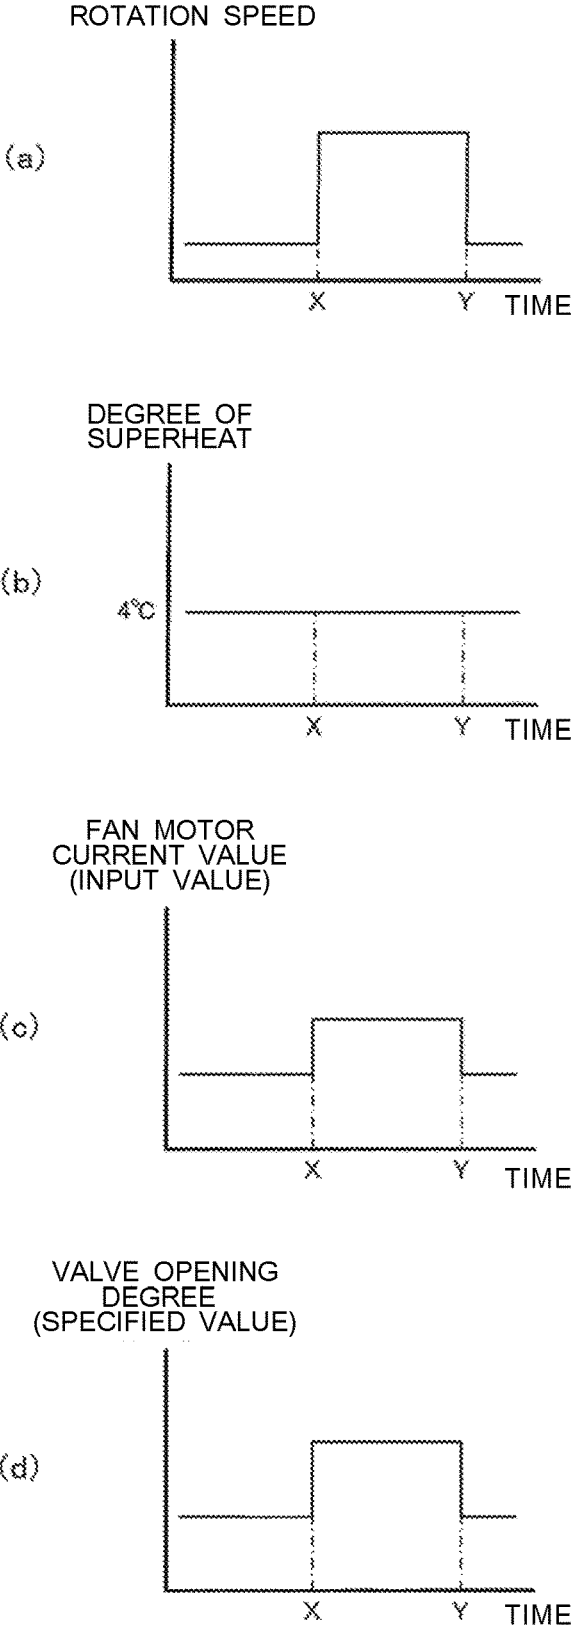 ROTATION SPEED
(a)
X
Y
TIME
DEGREE OF
SUPERHEAT
(b)
4°C
X
Y
TIME
FAN MOTOR
CURRENT VALUE
(INPUT VALUE)
(c)
X
Y
TIME
VALVE OPENING
DEGREE
(SPECIFIED VALUE)
(d)
X
Y
TIME